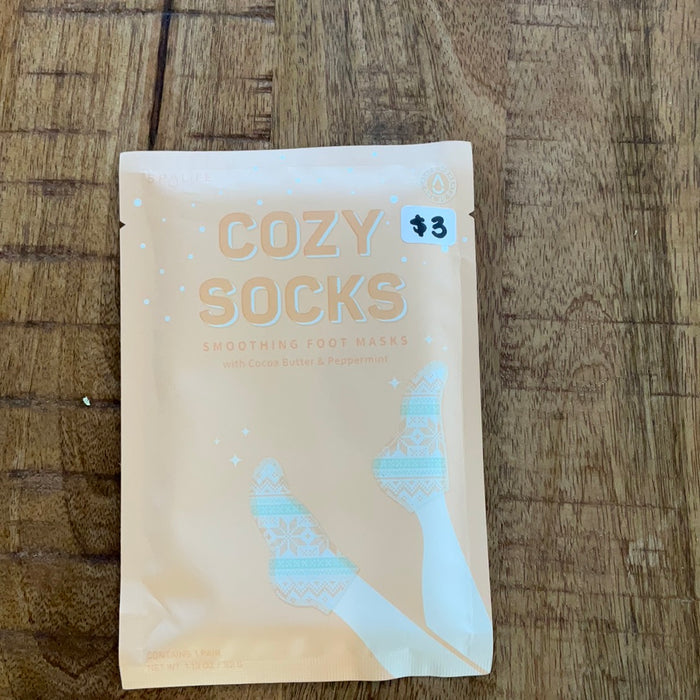 SPALIFE
COZY
$3
SOCKS
SMOOTHING FOOT MASKS
with Cocoa Butter & Peppermint
CONTAINS 1 PAIR